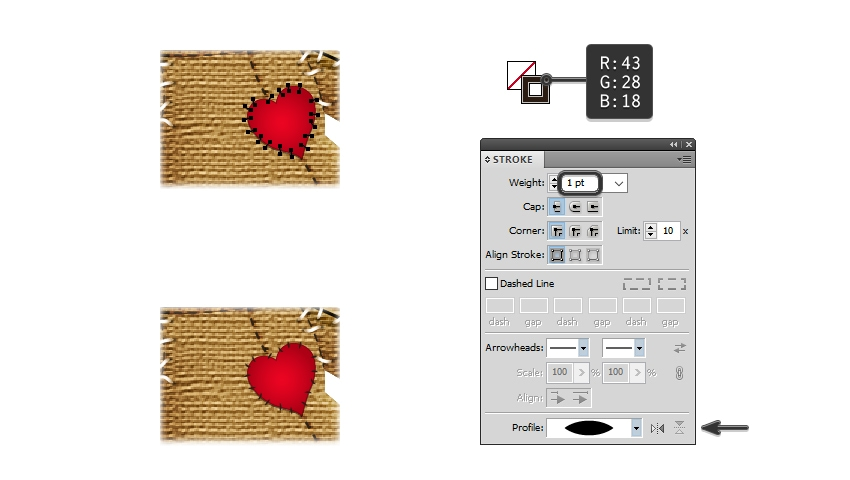 R: 43
G: 28
B: 18
STROKE
Weight: 1 pt
Cap:
Corner: Limit: 10 x
Align Stroke:
Dashed Line
dash gap dash gap dash gap
Arrowheads:
Scale: 100 % 100 %
Align:
Profile: